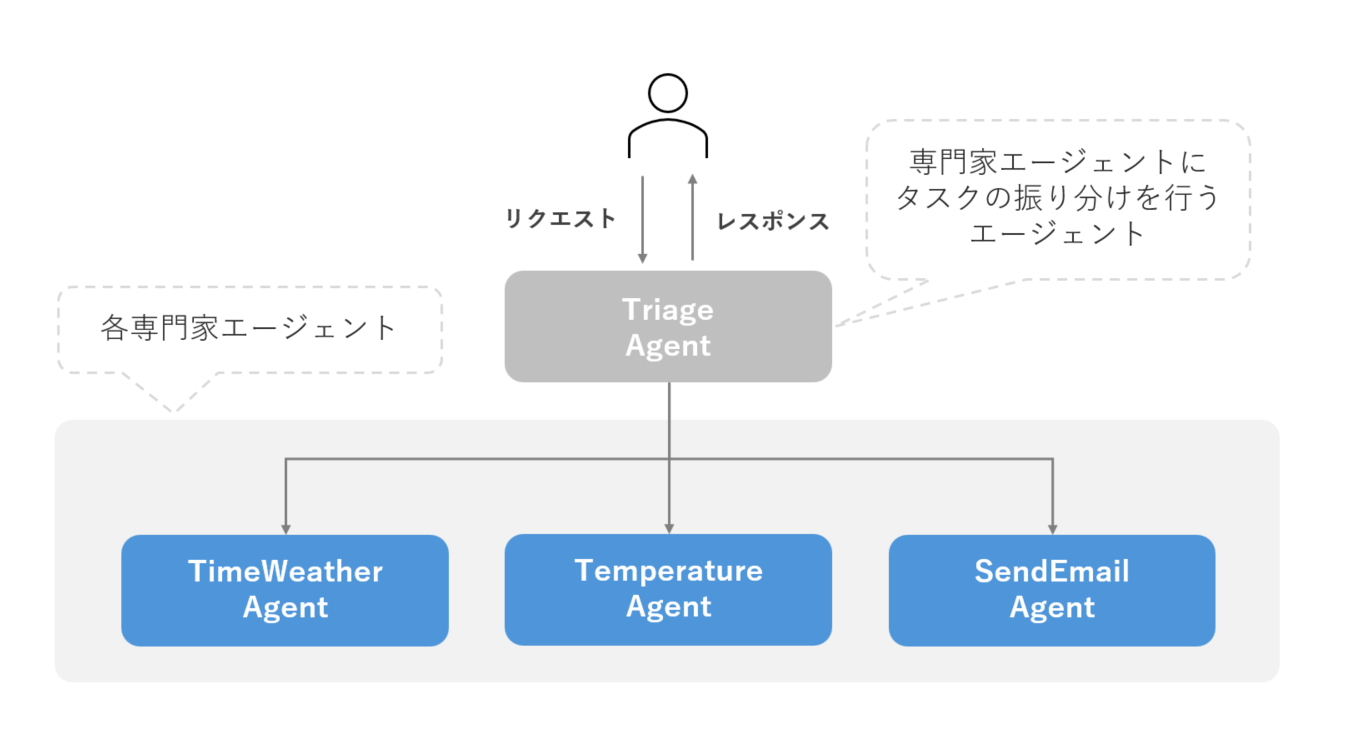 専門家エージェントに
タスクの振り分けを行う
エージェント
リクエスト
レスポンス
Triage
Agent
各専門家エージェント
TimeWeather
Agent
Temperature
Agent
SendEmail
Agent